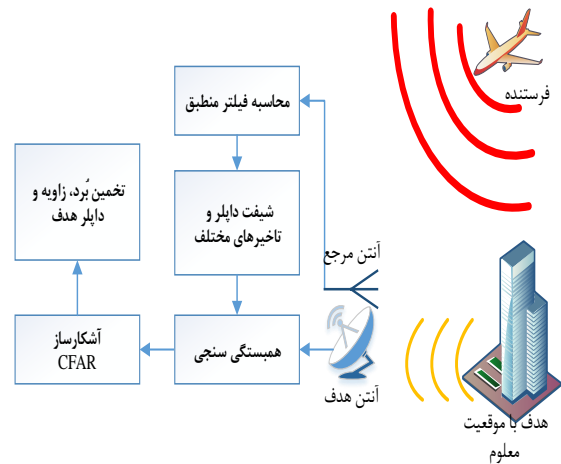 فرستنده
محاسبه فیلتر منطبق
تخمین بُرد، زاویه و
داپلر هدف
شیفت داپلر و
تاخیرهای مختلف
آنتن مرجع
آشکارساز
CFAR
همبستگی سنجی
آنتن هدف
هدف با موقعیت
معلوم